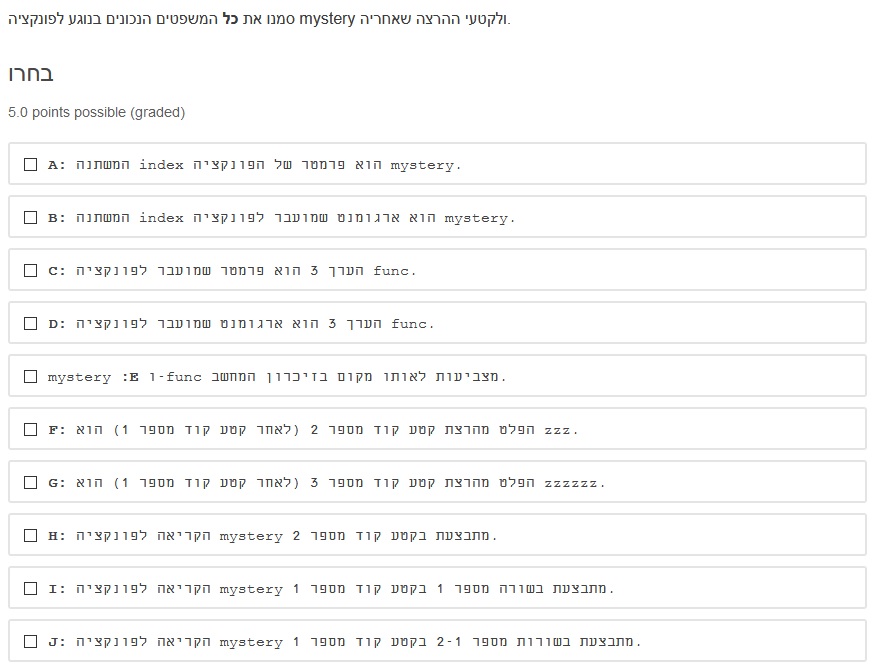 סמנו את כל המשפטים הנכונים בנוגע לפונקציה mystery ולקטעי ההרצה שאחריה.
בחרו
5.0 points possible (graded)
A: המשתנה index הוא פרמטר של הפונקציה mystery.
B: המשתנה index הוא ארגומנט שמועבר לפונקציה mystery.
C: הערך 3 הוא פרמטר שמועבר לפונקציה func.
D: הערך 3 הוא ארגומנט שמועבר לפונקציה func.
E: mystery ו-func מצביעות לאותו מקום בזיכרון המחשב.
F: הפלט מהרצת קטע קוד מספר 2 (לאחר קטע קוד מספר 1) הוא zzz.
G: הפלט מהרצת קטע קוד מספר 3 (לאחר קטע קוד מספר 1) הוא zzzzzz.
H: הקריאה לפונקציה mystery מתבצעת בקטע קוד מספר 2.
I: הקריאה לפונקציה mystery מתבצעת בשורה מספר 1 בקטע קוד מספר 1.
J: הקריאה לפונקציה mystery מתבצעת בשורות מספר 2-1 בקטע קוד מספר 1.